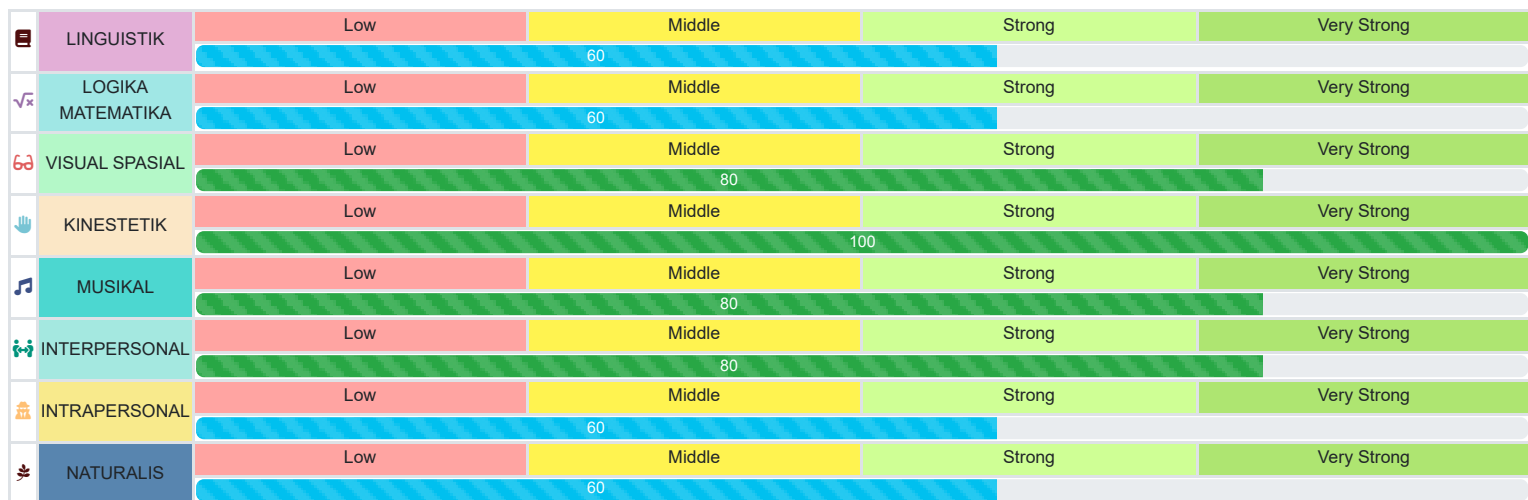 LINGUISTIK
Low Middle Strong Very Strong
60
LOGIKA
MATEMATIKA
Low Middle Strong Very Strong
60
VISUAL SPASIAL
Low Middle Strong Very Strong
80
KINESTETIK
Low Middle Strong Very Strong
100
MUSIKAL
Low Middle Strong Very Strong
80
INTERPERSONAL
Low Middle Strong Very Strong
80
INTRAPERSONAL
Low Middle Strong Very Strong
60
NATURALIS
Low Middle Strong Very Strong
60